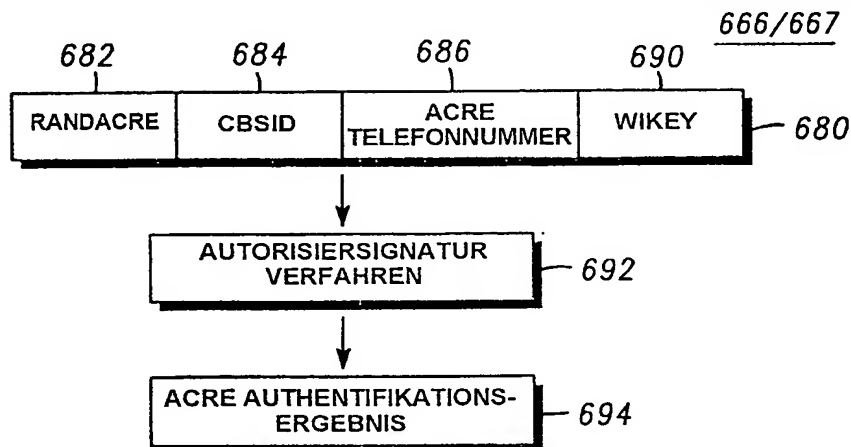 666/667
682 684 686 690
RANDACRE CBSID ACRE TELEFONNUMMER WIKEY 680
AUTORISIERSIGNATUR
VERFAHREN 692
ACRE AUTHENTIFIKATIONS-
ERGEBNIS 694